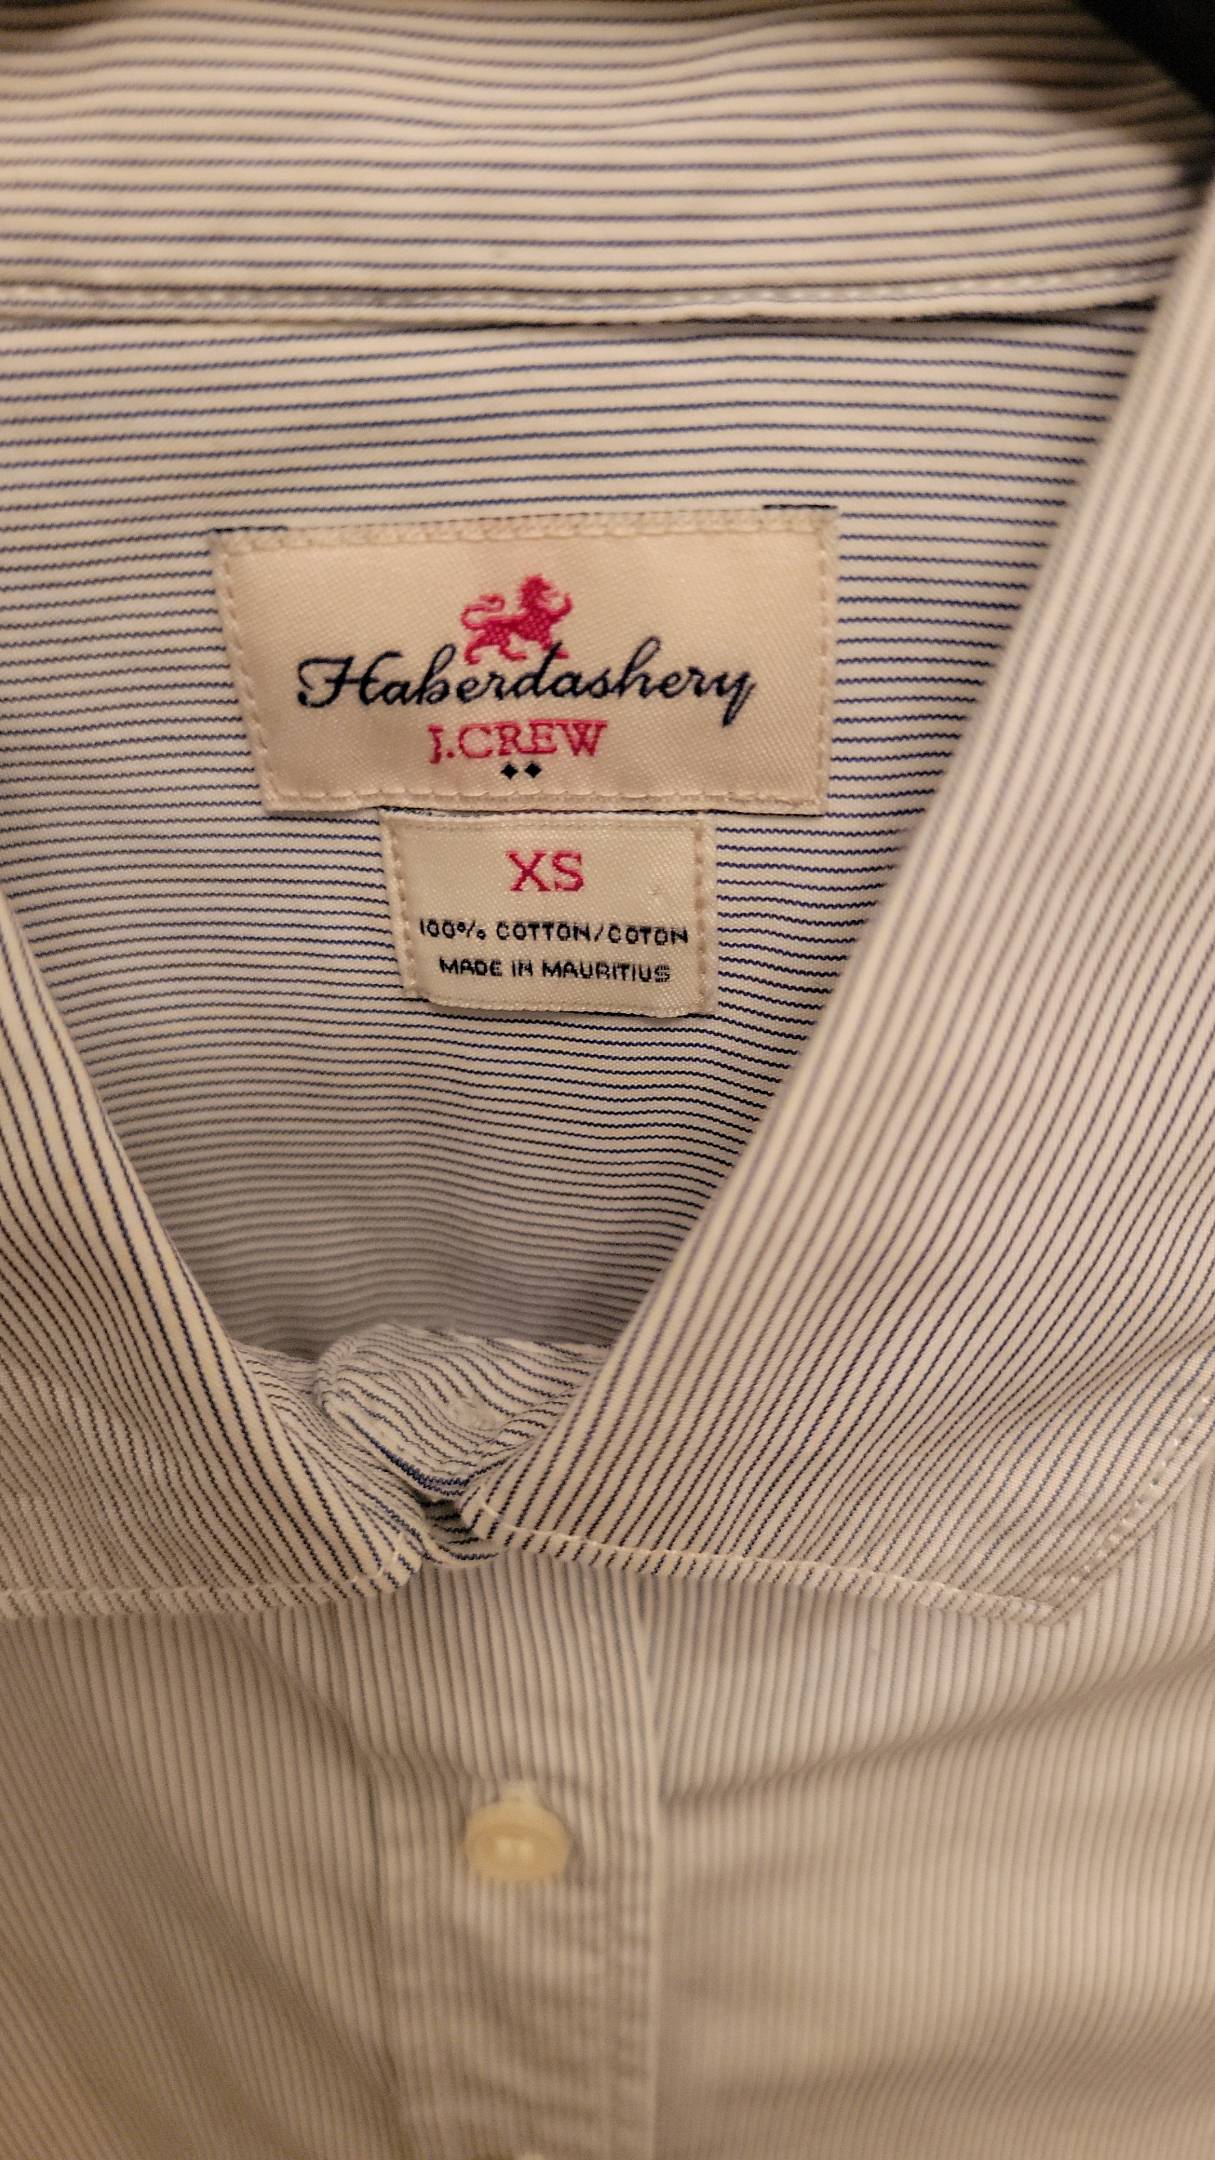 Haberdashery
J.CREW
XS
100% COTTON/COTON
MADE IN MAURITIUS